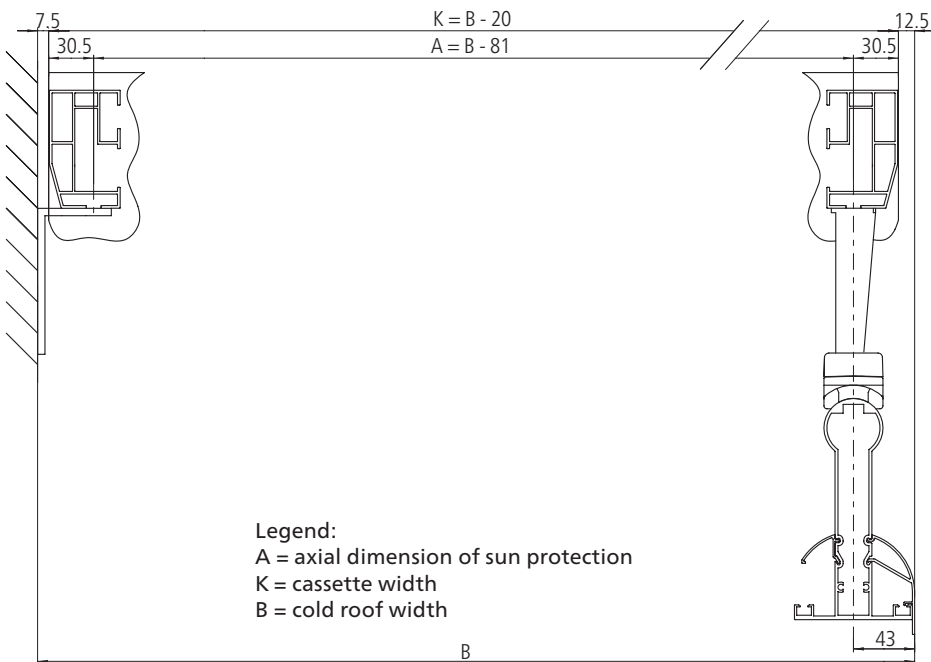 7.5
K = B - 20
12.5
30.5
A = B - 81
30.5
Legend:
A = axial dimension of sun protection
K = cassette width
B = cold roof width
43
B